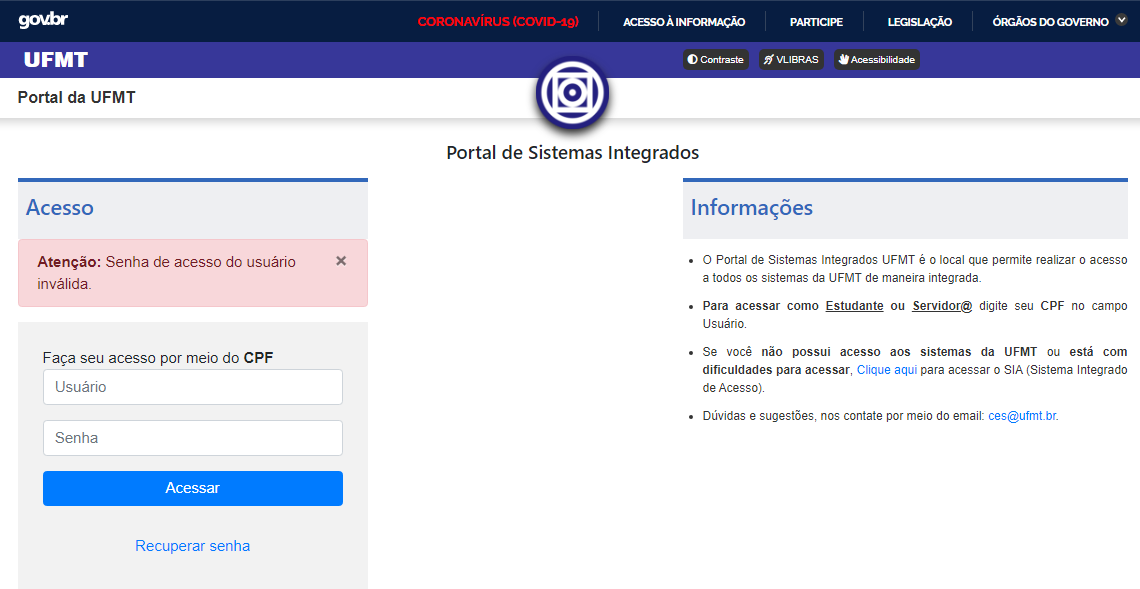 gov.br
CORONAVÍRUS (COVID-19)
ACESSO À INFORMAÇÃO
PARTICIPE
LEGISLAÇÃO
ÓRGÃOS DO GOVERNO
UFMT
Contraste
VLIBRAS
Acessibilidade
Portal da UFMT
Portal de Sistemas Integrados
Acesso
Atenção: Senha de acesso do usuário
inválida.
×
Faça seu acesso por meio do CPF
Usuário
Senha
Acessar
Recuperar senha
Informações
• O Portal de Sistemas Integrados UFMT é o local que permite realizar o acesso
a todos os sistemas da UFMT de maneira integrada.
• Para acessar como Estudante ou Servidor@ digite seu CPF no campo
Usuário.
• Se você não possui acesso aos sistemas da UFMT ou está com
dificuldades para acessar, Clique aqui para acessar o SIA (Sistema Integrado
de Acesso).
• Dúvidas e sugestões, nos contate por meio do email: ces@ufmt.br.